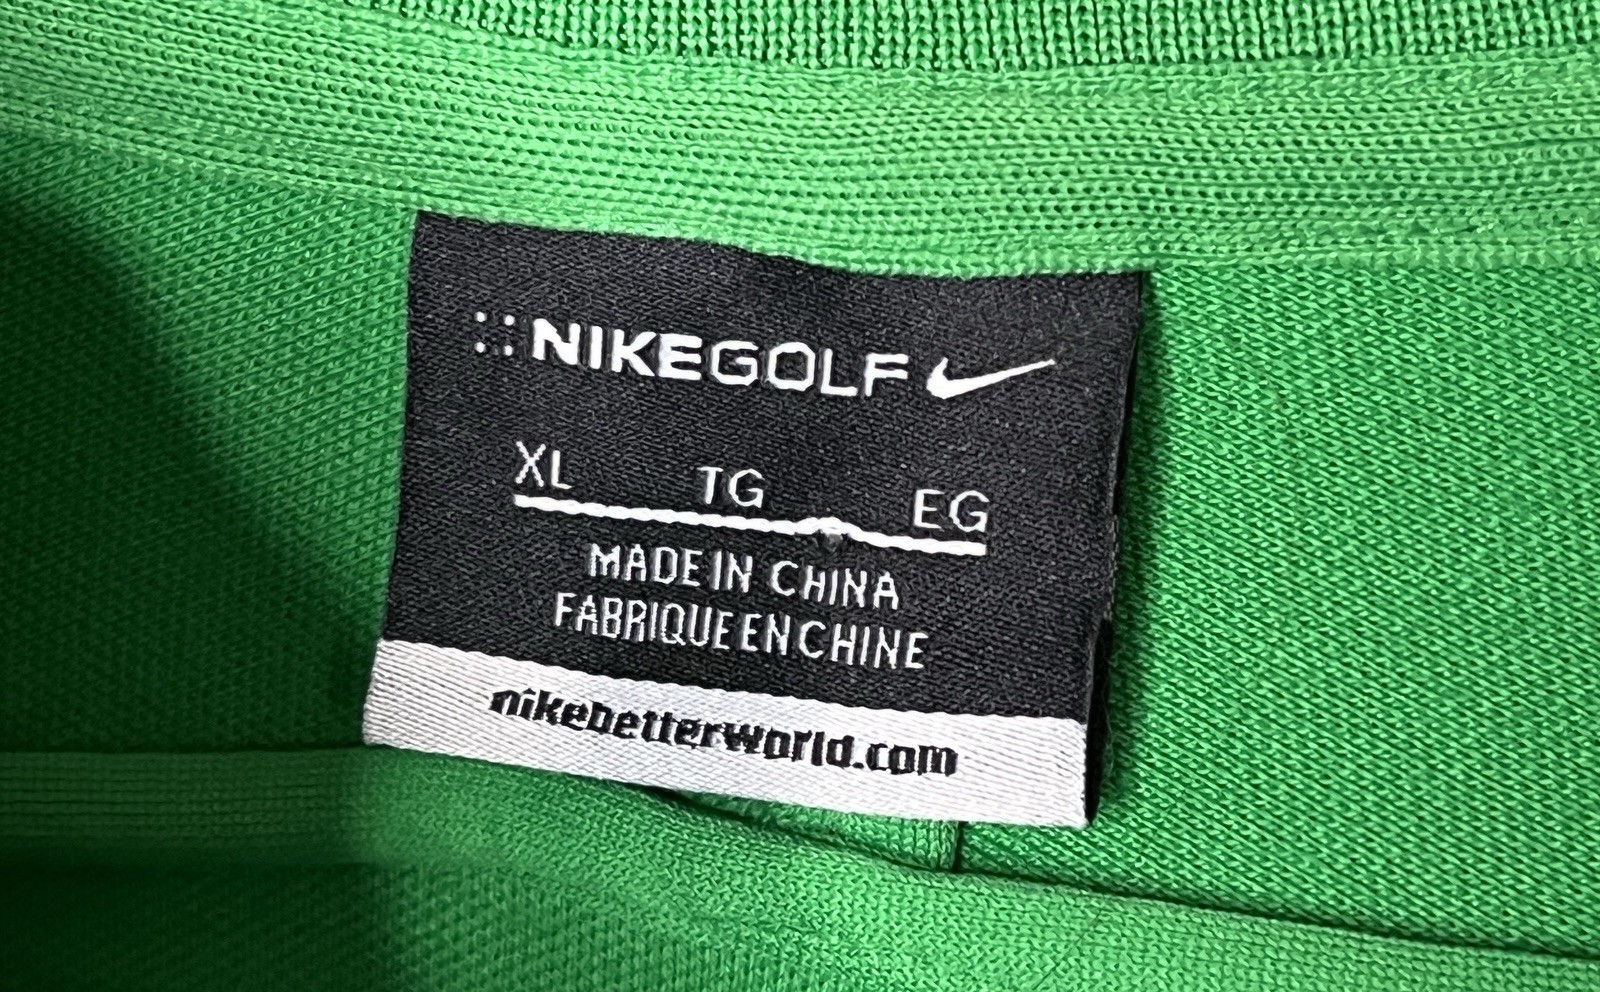 NIKEGOLF
XL TG EG
MADE IN CHINA
FABRIQUE EN CHINE
nikebetterworld.com